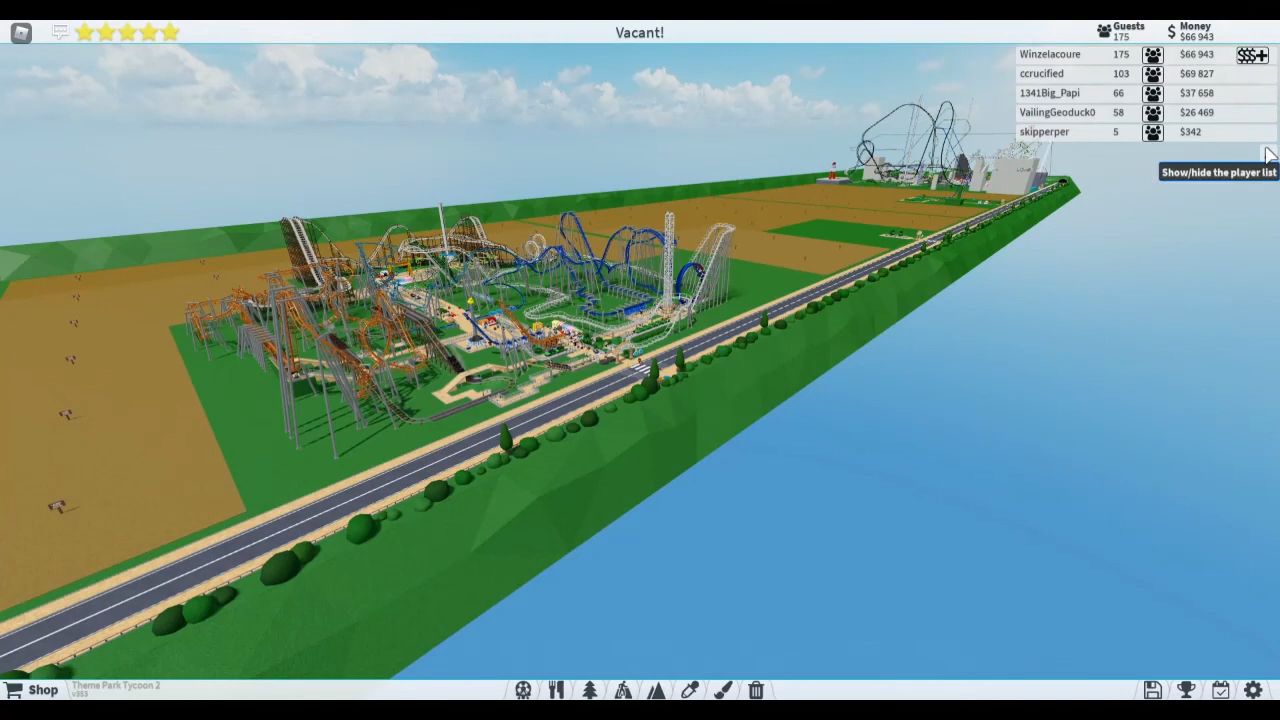 Vacant!
Guests
175
$ Money
$66 943
Winzelacoure 175 $66 943 $$$+
ccrucified 103 $69 827
1341Big_Papi 66 $37 658
VailingGeoduck0 58 $26 469
skipperper 5 $342
Show/hide the player list
Shop
Theme Park Tycoon 2
v353